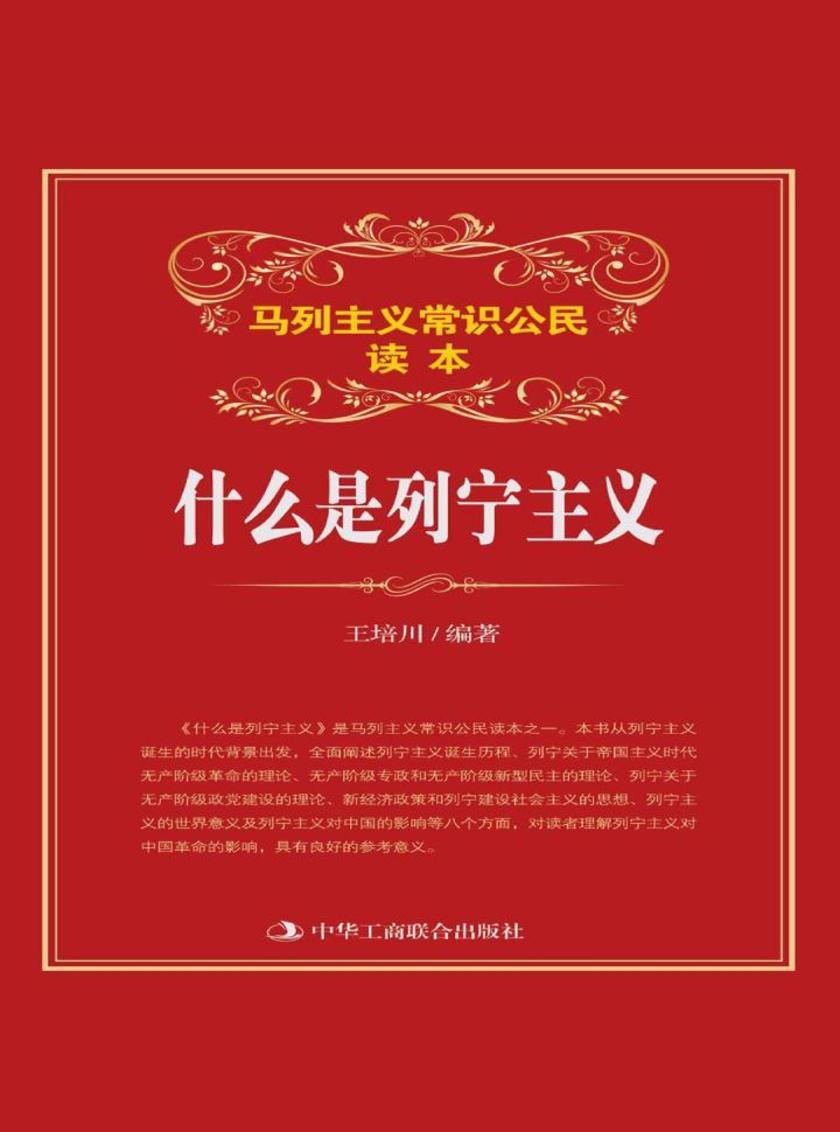 马列主义常识公民
读 本
什么是列宁主义
王培川 / 编著
《什么是列宁主义》是马列主义常识公民读本之一。本书从列宁主义
诞生的时代背景出发，全面阐述列宁主义诞生历程、列宁关于帝国主义时代
无产阶级革命的理论、无产阶级专政和无产阶级新型民主的理论、列宁关于
无产阶级政党建设的理论、新经济政策和列宁建设社会主义的思想、列宁主
义的世界意义及列宁主义对中国的影响等八个方面，对读者理解列宁主义对
中国革命的影响，具有良好的参考意义。
中华工商联合出版社